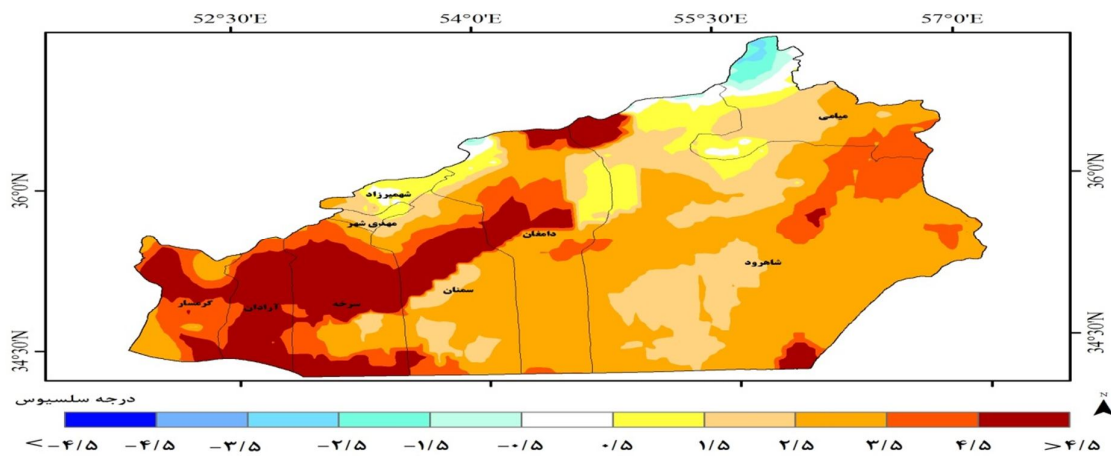 52°30'E 54°0'E 55°30'E 57°0'E
36°0'N 36°0'N
34°30'N 34°30'N
میامی
شهمیرزاد
مهدی شهر
دامغان
شاهرود
سمنان
سرخه
آرادان
گرمسار
درجه سلسیوس
N
< -۴/۵ -۴/۵ -۳/۵ -۲/۵ -۱/۵ -۰/۵ ۰/۵ ۱/۵ ۲/۵ ۳/۵ ۴/۵ >۴/۵